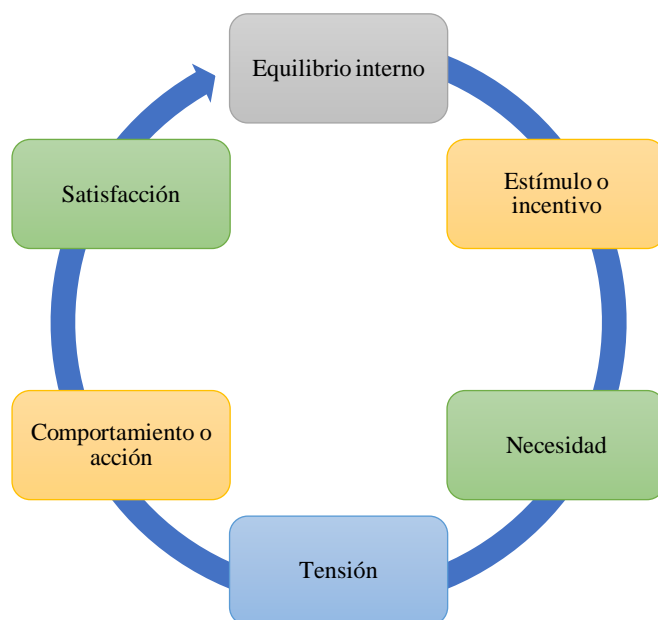 Equilibrio interno
Estímulo o
incentivo
Necesidad
Tensión
Comportamiento o
acción
Satisfacción